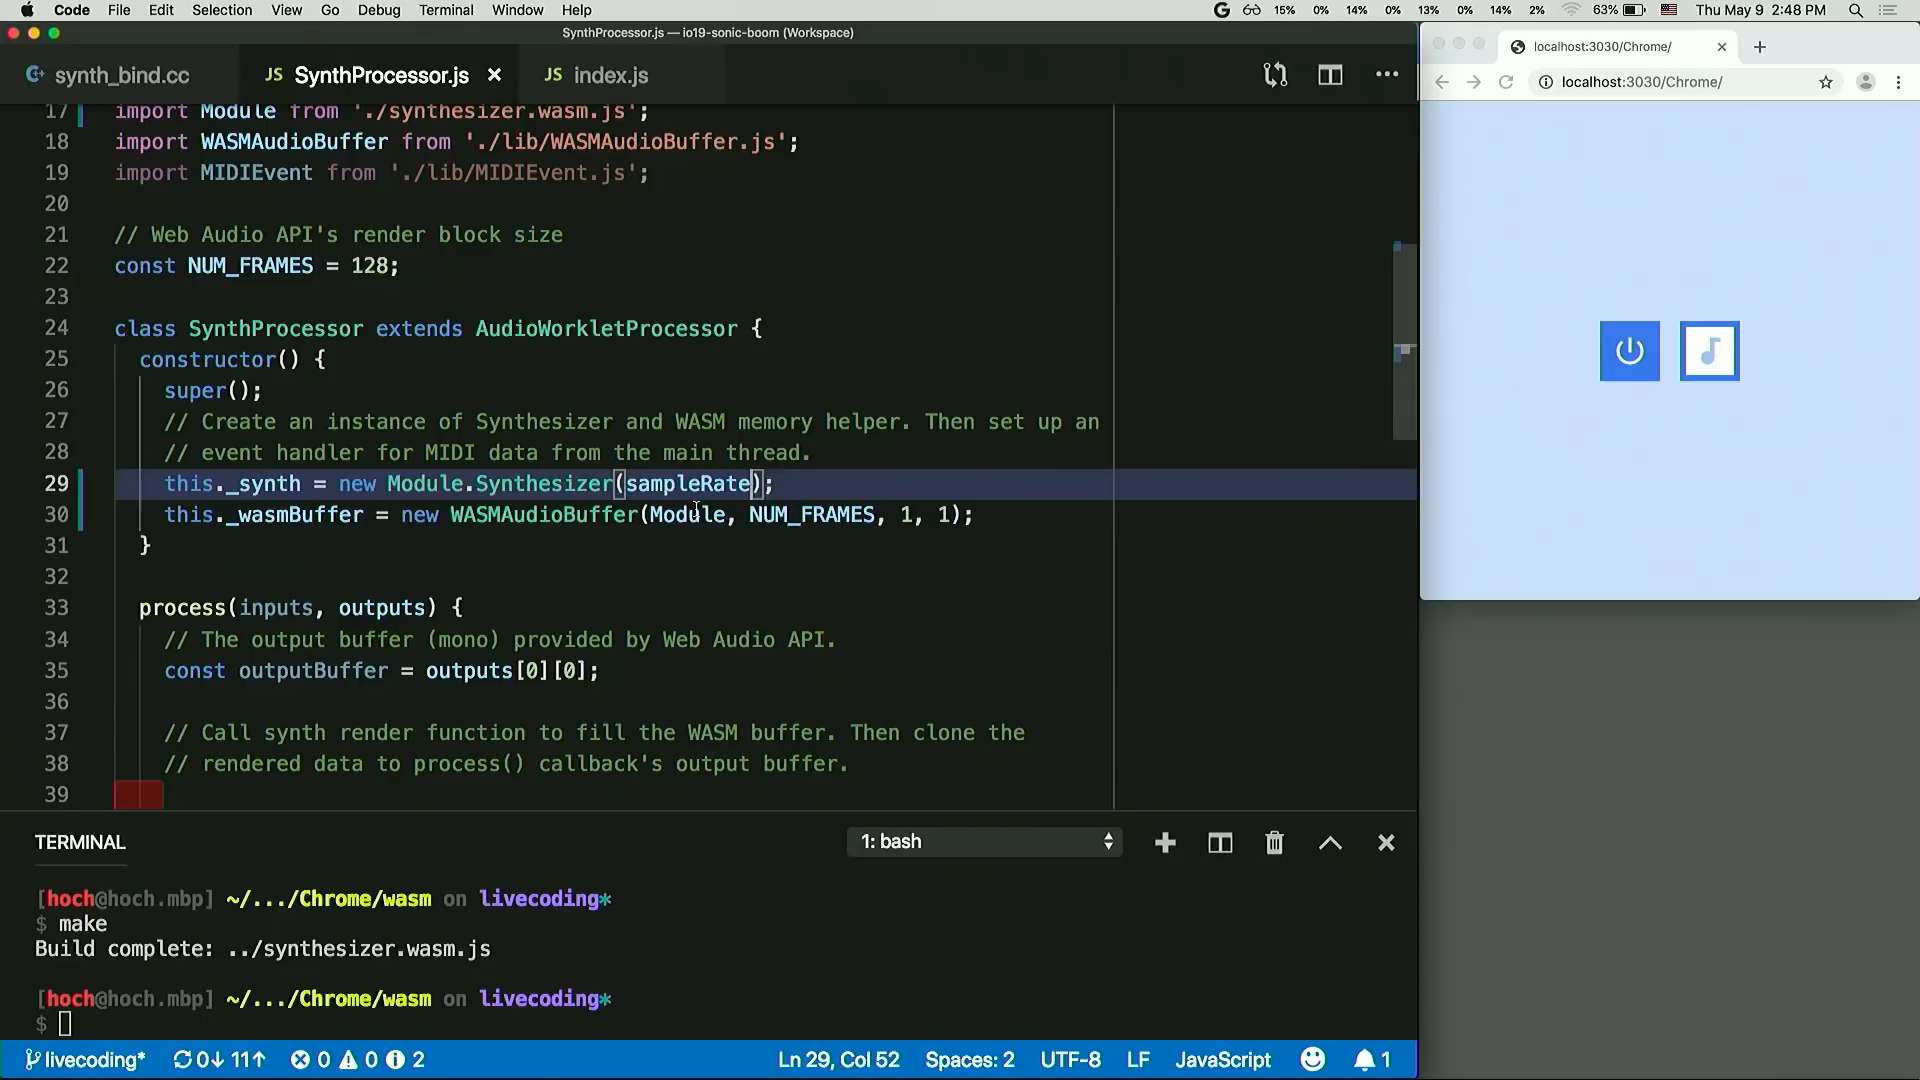 Code File Edit Selection View Go Debug Terminal Window Help
15% 0% 14% 0% 13% 0% 14% 2% 63% Thu May 9 2:48 PM
SynthProcessor.js — io19-sonic-boom (Workspace)
synth_bind.cc
JS SynthProcessor.js
JS index.js
17 import Module from './synthesizer.wasm.js';
18 import WASMAudioBuffer from './lib/WASMAudioBuffer.js';
19 import MIDIEvent from './lib/MIDIEvent.js';
20
21 // Web Audio API's render block size
22 const NUM_FRAMES = 128;
23
24 class SynthProcessor extends AudioWorkletProcessor {
25 constructor() {
26 super();
27 // Create an instance of Synthesizer and WASM memory helper. Then set up an
28 // event handler for MIDI data from the main thread.
29 this._synth = new Module.Synthesizer(sampleRate);
30 this._wasmBuffer = new WASMAudioBuffer(Module, NUM_FRAMES, 1, 1);
31 }
32
33 process(inputs, outputs) {
34 // The output buffer (mono) provided by Web Audio API.
35 const outputBuffer = outputs[0][0];
36
37 // Call synth render function to fill the WASM buffer. Then clone the
38 // rendered data to process() callback's output buffer.
39
TERMINAL
1: bash
[hoch@hoch.mbp] ~/.../Chrome/wasm on livecoding*
$ make
Build complete: ../synthesizer.wasm.js
[hoch@hoch.mbp] ~/.../Chrome/wasm on livecoding*
$
livecoding* 0↓ 11↑ 0 0 2
Ln 29, Col 52 Spaces: 2 UTF-8 LF JavaScript 1
localhost:3030/Chrome/
localhost:3030/Chrome/